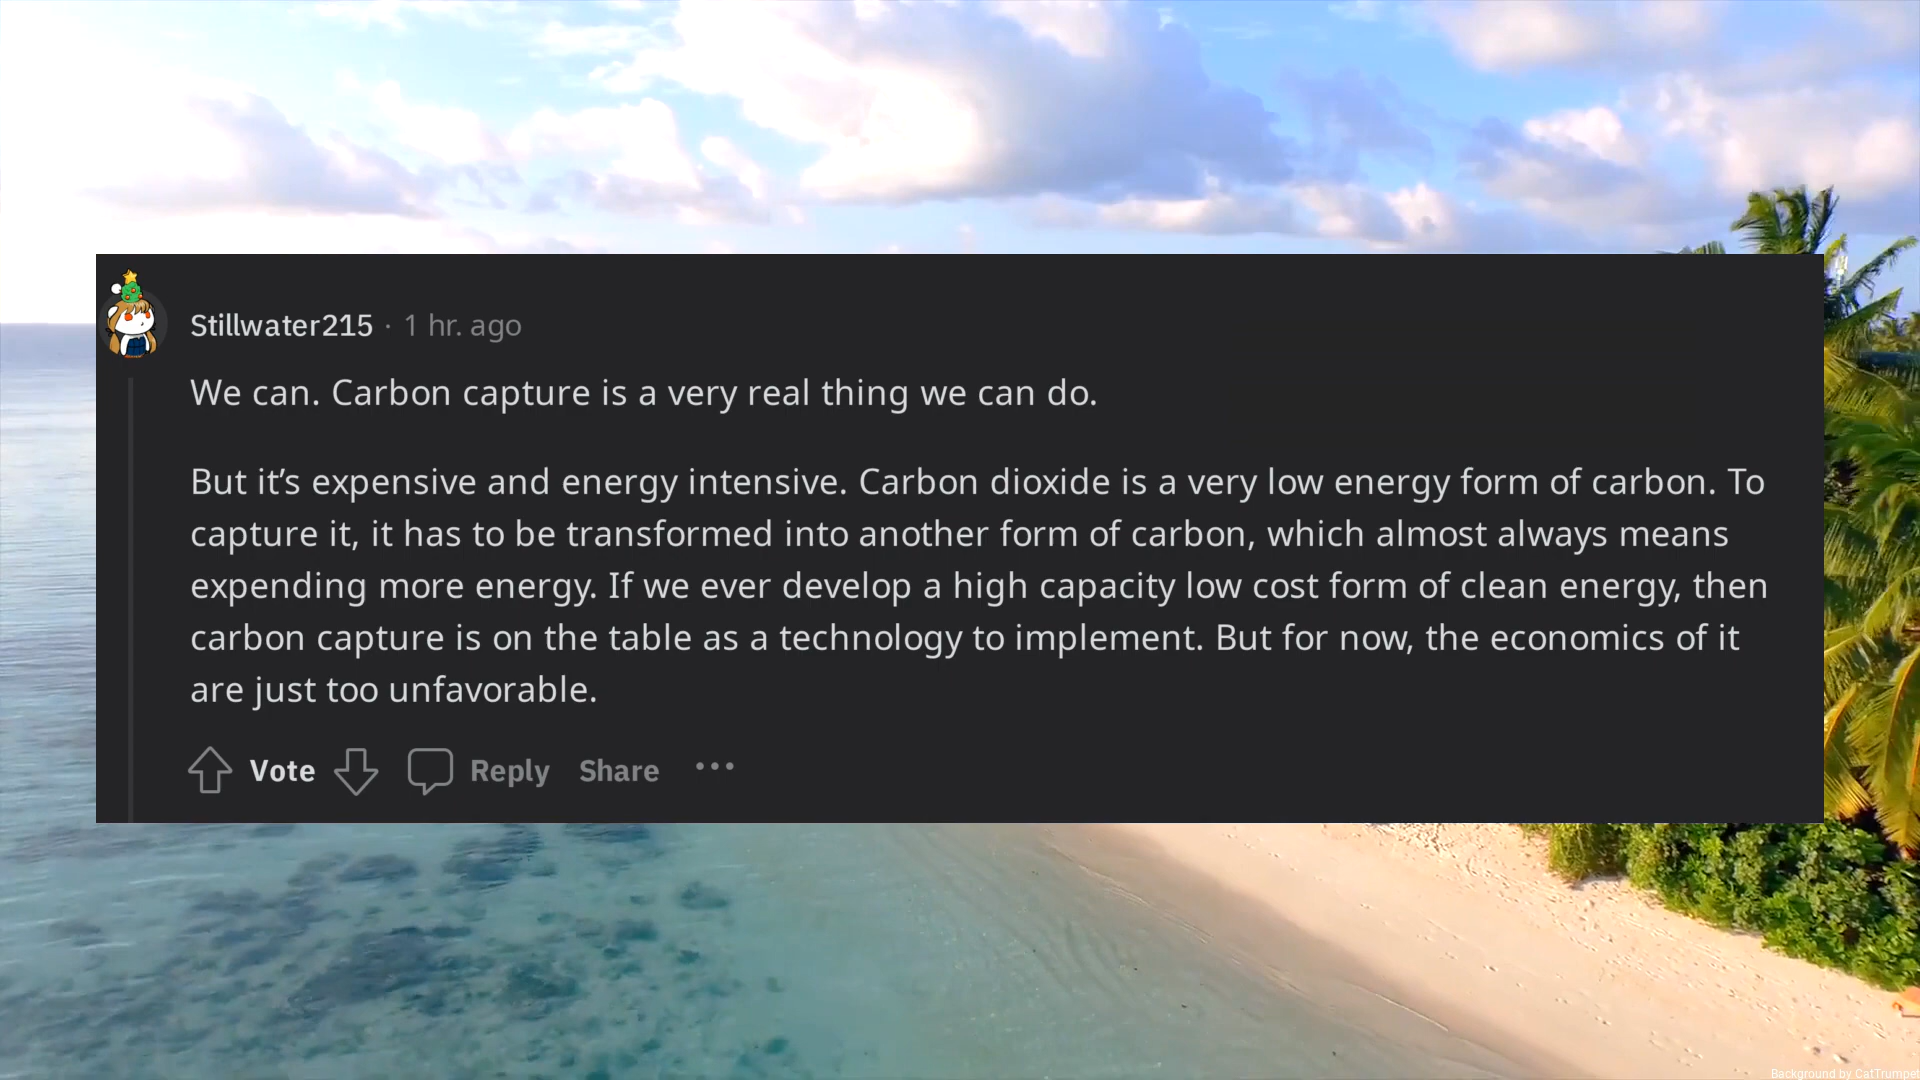 Stillwater215 · 1 hr. ago
We can. Carbon capture is a very real thing we can do.
But it’s expensive and energy intensive. Carbon dioxide is a very low energy form of carbon. To
capture it, it has to be transformed into another form of carbon, which almost always means
expending more energy. If we ever develop a high capacity low cost form of clean energy, then
carbon capture is on the table as a technology to implement. But for now, the economics of it
are just too unfavorable.
Vote Reply Share ···
Background by CatTrumpet